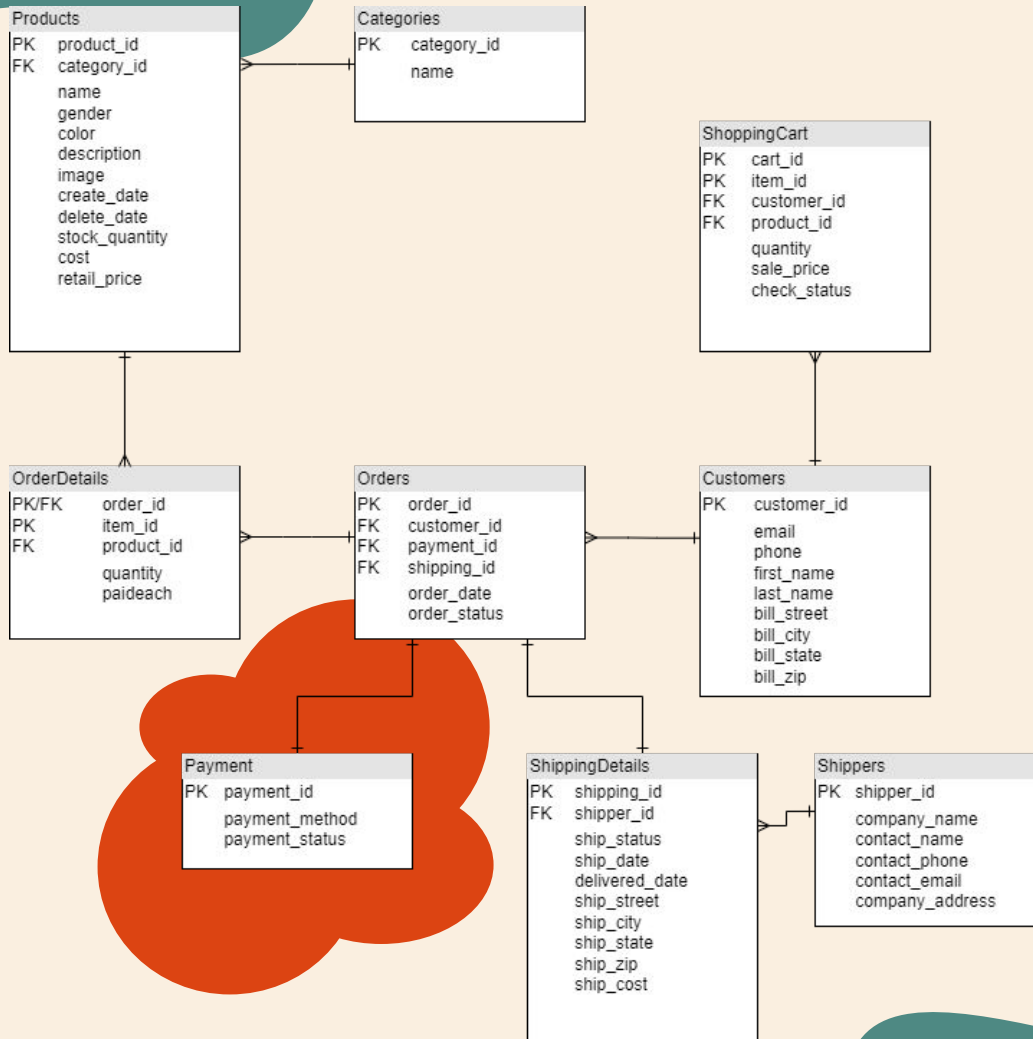 Products
PK product_id
FK category_id
name
gender
color
description
image
create_date
delete_date
stock_quantity
cost
retail_price
Categories
PK category_id
name
ShoppingCart
PK cart_id
PK item_id
FK customer_id
FK product_id
quantity
sale_price
check_status
OrderDetails
PK/FK order_id
PK item_id
FK product_id
quantity
paideach
Orders
PK order_id
FK customer_id
FK payment_id
FK shipping_id
order_date
order_status
Customers
PK customer_id
email
phone
first_name
last_name
bill_street
bill_city
bill_state
bill_zip
Payment
PK payment_id
payment_method
payment_status
ShippingDetails
PK shipping_id
FK shipper_id
ship_status
ship_date
delivered_date
ship_street
ship_city
ship_state
ship_zip
ship_cost
Shippers
PK shipper_id
company_name
contact_name
contact_phone
contact_email
company_address